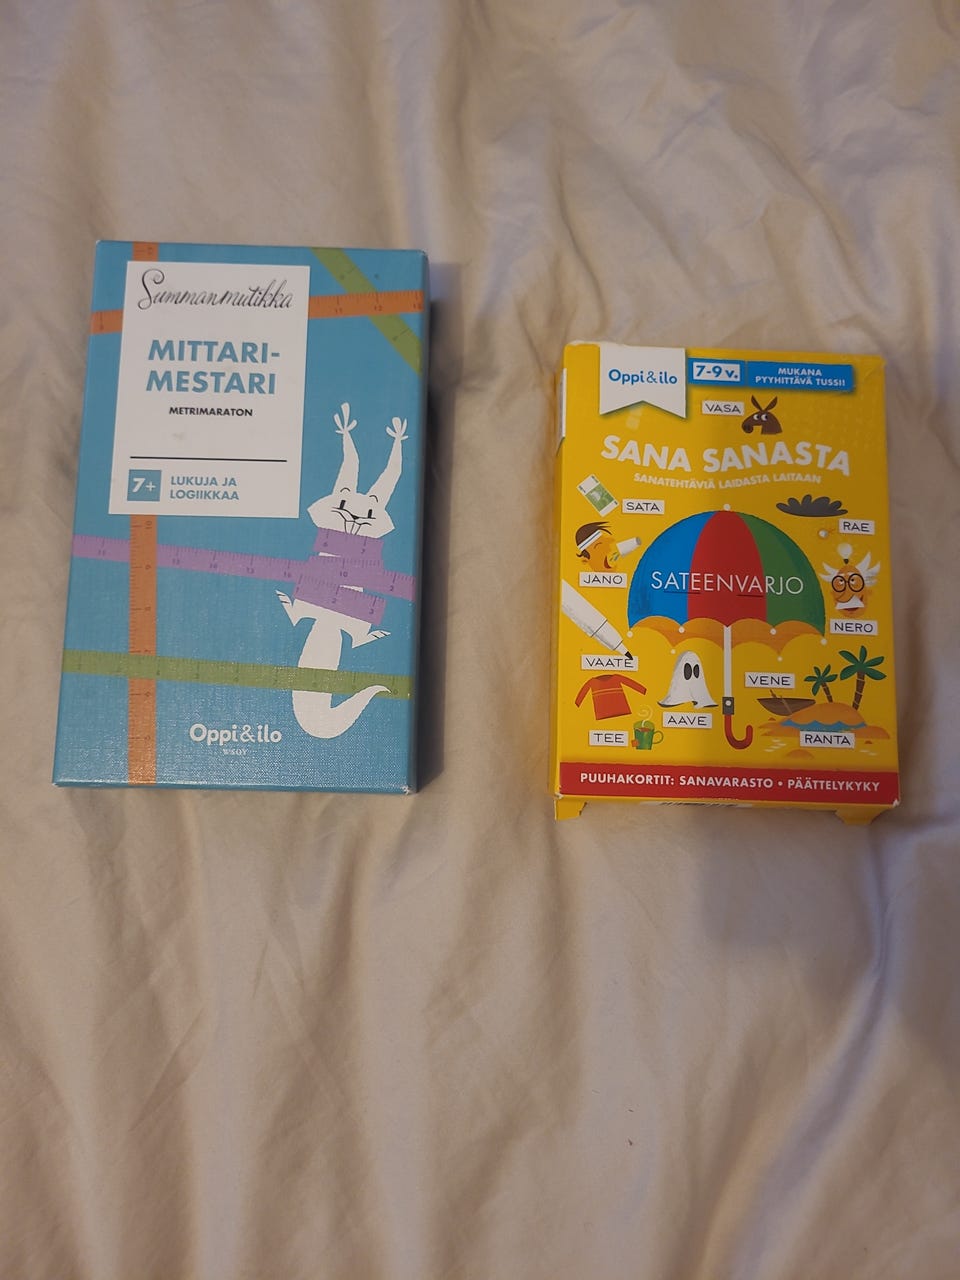 Summanmutikka
MITTARI-
MESTARI
METRIMARATON
7+
LUKUJA JA
LOGIIKKAA
Oppi&ilo
WSOY
Oppi&ilo
7-9 v.
MUKANA
PYYHITTÄVÄ TUSSI!
VASA
SANA SANASTA
SANATEHTÄVIÄ LAIDASTA LAITAAN
SATA
RAE
JANO
SATEENVARJO
NERO
VAATE
VENE
AAVE
TEE
RANTA
PUUHAKORTIT: SANAVARASTO • PÄÄTTELYKYKY